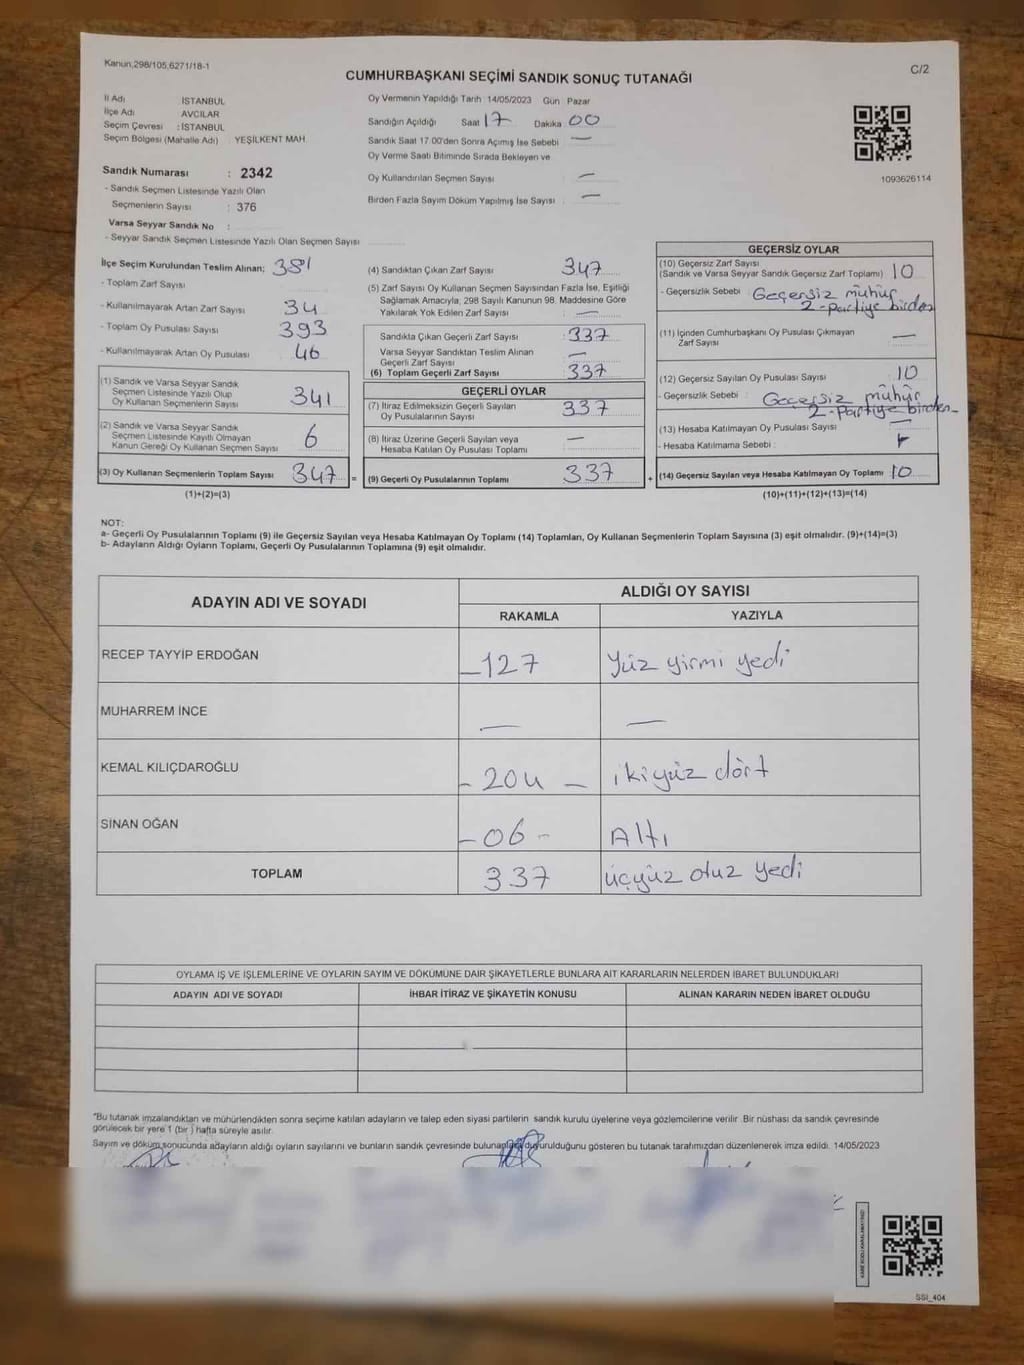 Kanun,298/105,6271/18-1
C/2
CUMHURBAŞKANI SEÇİMİ SANDIK SONUÇ TUTANAĞI
İl Adı İSTANBUL
İlçe Adı AVCILAR
Seçim Çevresi : İSTANBUL
Seçim Bölgesi (Mahalle Adı) YEŞİLKENT MAH
Sandık Numarası : 2342
- Sandık Seçmen Listesinde Yazılı Olan
Seçmenlerin Sayısı : 376
Varsa Seyyar Sandık No :
- Seyyar Sandık Seçmen Listesinde Yazılı Olan Seçmen Sayısı
Oy Vermenin Yapıldığı Tarih 14/05/2023 Gün Pazar
Sandığın Açıldığı Saat 17 Dakika 00
Sandık Saat 17.00'den Sonra Açımış İse Sebebi —
Oy Verme Saati Bitiminde Sırada Bekleyen ve
Oy Kullandırılan Seçmen Sayısı : —
Birden Fazla Sayım Döküm Yapılmış İse Sayısı : —
1093626114
İlçe Seçim Kurulundan Teslim Alınan; 381
- Toplam Zarf Sayısı
- Kullanılmayarak Artan Zarf Sayısı 34
- Toplam Oy Pusulası Sayısı 393
- Kullanılmayarak Artan Oy Pusulası 46
(1) Sandık ve Varsa Seyyar Sandık
Seçmen Listesinde Yazılı Olup
Oy Kullanan Seçmenlerin Sayısı 341
(2) Sandık ve Varsa Seyyar Sandık
Seçmen Listesinde Kayıtlı Olmayan
Kanun Gereği Oy Kullanan Seçmen Sayısı 6
(3) Oy Kullanan Seçmenlerin Toplam Sayısı 347 =
(1)+(2)=(3)
(4) Sandıktan Çıkan Zarf Sayısı 347
(5) Zarf Sayısı Oy Kullanan Seçmen Sayısından Fazla İse, Eşitliği
Sağlamak Amacıyla, 298 Sayılı Kanunun 98. Maddesine Göre
Yakılarak Yok Edilen Zarf Sayısı : —
Sandıkta Çıkan Geçerli Zarf Sayısı 337
Varsa Seyyar Sandıktan Teslim Alınan
Geçerli Zarf Sayısı —
(6) Toplam Geçerli Zarf Sayısı 337
GEÇERLİ OYLAR
(7) İtiraz Edilmeksizin Geçerli Sayılan
Oy Pusulalarının Sayısı 337
(8) İtiraz Üzerine Geçerli Sayılan veya
Hesaba Katılan Oy Pusulası Toplamı —
(9) Geçerli Oy Pusulalarının Toplamı 337 +
GEÇERSİZ OYLAR
(10) Geçersiz Zarf Sayısı
(Sandık ve Varsa Seyyar Sandık Geçersiz Zarf Toplamı) 10
- Geçersizlik Sebebi : Geçersiz mühür
2-partiye birden
(11) İçinden Cumhurbaşkanı Oy Pusulası Çıkmayan
Zarf Sayısı —
(12) Geçersiz Sayılan Oy Pusulası Sayısı 10
- Geçersizlik Sebebi : Geçersiz mühür
2-Partiye birden
(13) Hesaba Katılmayan Oy Pusulası Sayısı —
- Hesaba Katılmama Sebebi :
(14) Geçersiz Sayılan veya Hesaba Katılmayan Oy Toplamı 10
(10)+(11)+(12)+(13)=(14)
NOT:
a- Geçerli Oy Pusulalarının Toplamı (9) ile Geçersiz Sayılan veya Hesaba Katılmayan Oy Toplamı (14) Toplamları, Oy Kullanan Seçmenlerin Toplam Sayısına (3) eşit olmalıdır. (9)+(14)=(3)
b- Adayların Aldığı Oyların Toplamı, Geçerli Oy Pusulalarının Toplamına (9) eşit olmalıdır.
ADAYIN ADI VE SOYADI
ALDIĞI OY SAYISI
RAKAMLA YAZIYLA
RECEP TAYYİP ERDOĞAN -127 yüz yirmi yedi
MUHARREM İNCE — —
KEMAL KILIÇDAROĞLU - 204 - ikiyüz dört
SİNAN OĞAN -06- Altı
TOPLAM 337 üçyüz otuz yedi
OYLAMA İŞ VE İŞLEMLERİNE VE OYLARIN SAYIM VE DÖKÜMÜNE DAİR ŞİKAYETLERLE BUNLARA AİT KARARLARIN NELERDEN İBARET BULUNDUKLARI
ADAYIN ADI VE SOYADI İHBAR İTİRAZ VE ŞİKAYETİN KONUSU ALINAN KARARIN NEDEN İBARET OLDUĞU
"Bu tutanak imzalandıktan ve mühürlendikten sonra seçime katılan adayların ve talep eden siyasi partilerin sandık kurulu üyelerine veya gözlemcilerine verilir. Bir nüshası da sandık çevresinde
görülecek bir yere 1 (bir) hafta süreyle asılır.
Sayım ve döküm sonucunda adayların aldığı oyların sayılarını ve bunların sandık çevresinde duyurulduğunu gösteren bu tutanak tarafımızdan düzenlenerek imza edildi. 14/05/2023
SSİ_404